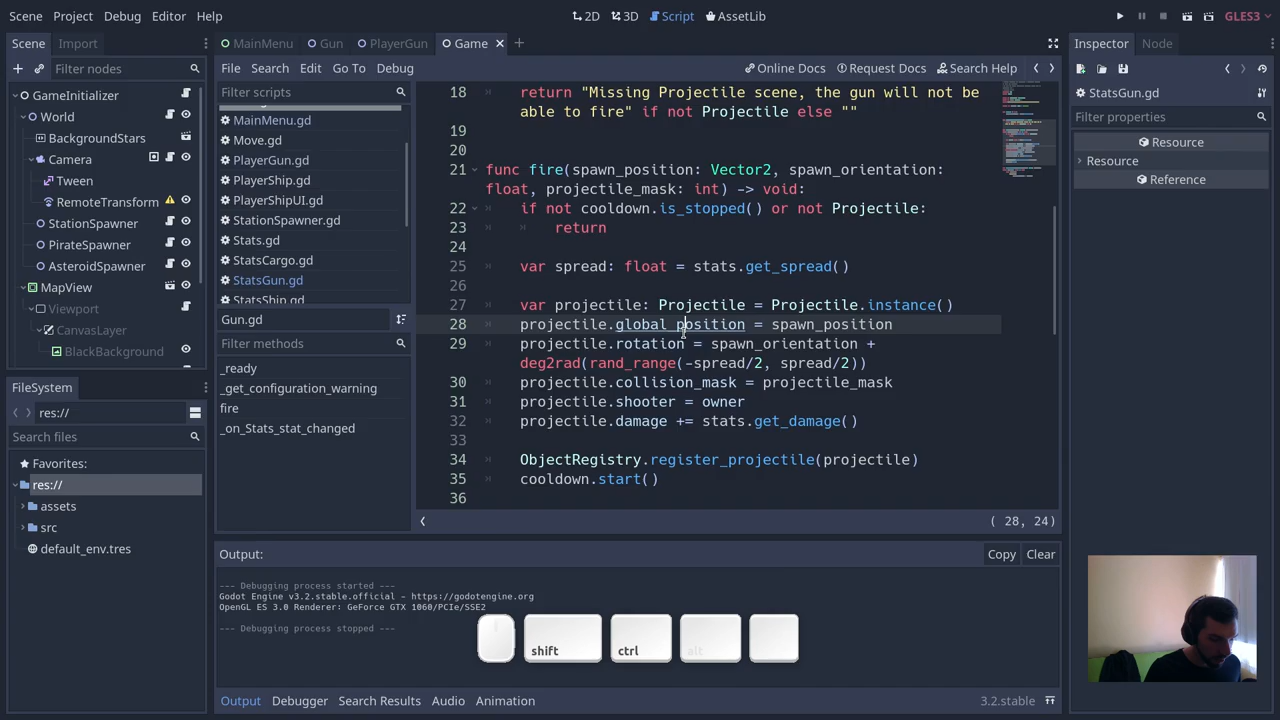 Scene Project Debug Editor Help
2D 3D Script AssetLib
GLES3
Scene Import
MainMenu Gun PlayerGun Game
Inspector Node
Filter nodes
File Search Edit Go To Debug
Online Docs Request Docs Search Help
StatsGun.gd
Filter properties
Resource
Resource
Reference
GameInitializer
World
BackgroundStars
Camera
Tween
RemoteTransform
StationSpawner
PirateSpawner
AsteroidSpawner
MapView
Viewport
CanvasLayer
BlackBackground
FileSystem
res://
Search files
Favorites:
res://
assets
src
default_env.tres
Filter scripts
MainMenu.gd
Move.gd
PlayerGun.gd
PlayerShip.gd
PlayerShipUI.gd
StationSpawner.gd
Stats.gd
StatsCargo.gd
StatsGun.gd
StatsShip.gd
Gun.gd
Filter methods
_ready
_get_configuration_warning
fire
_on_Stats_stat_changed
18 return "Missing Projectile scene, the gun will not be
able to fire" if not Projectile else ""
19
20
21 func fire(spawn_position: Vector2, spawn_orientation:
float, projectile_mask: int) -> void:
22 if not cooldown.is_stopped() or not Projectile:
23 return
24
25 var spread: float = stats.get_spread()
26
27 var projectile: Projectile = Projectile.instance()
28 projectile.global_position = spawn_position
29 projectile.rotation = spawn_orientation +
deg2rad(rand_range(-spread/2, spread/2))
30 projectile.collision_mask = projectile_mask
31 projectile.shooter = owner
32 projectile.damage += stats.get_damage()
33
34 ObjectRegistry.register_projectile(projectile)
35 cooldown.start()
36
( 28, 24)
Output:
Copy Clear
--- Debugging process started ---
Godot Engine v3.2.stable.official - https://godotengine.org
OpenGL ES 3.0 Renderer: GeForce GTX 1060/PCIe/SSE2
--- Debugging process stopped ---
shift ctrl alt
Output Debugger Search Results Audio Animation
3.2.stable